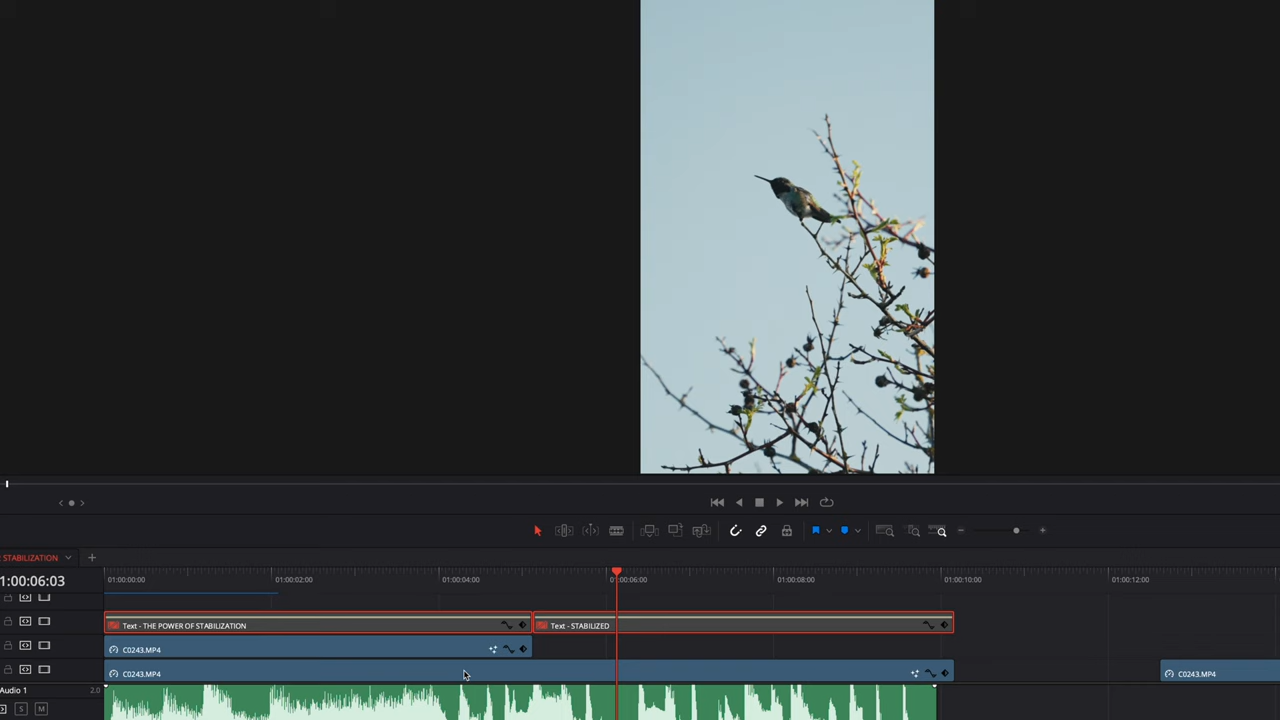 STABILIZATION
1:00:06:03
01:00:00:00 01:00:02:00 01:00:04:00 01:00:06:00 01:00:08:00 01:00:10:00 01:00:12:00
Text - THE POWER OF STABILIZATION Text - STABILIZED
C0243.MP4
C0243.MP4 C0243.MP4
Audio 1 2.0
S M